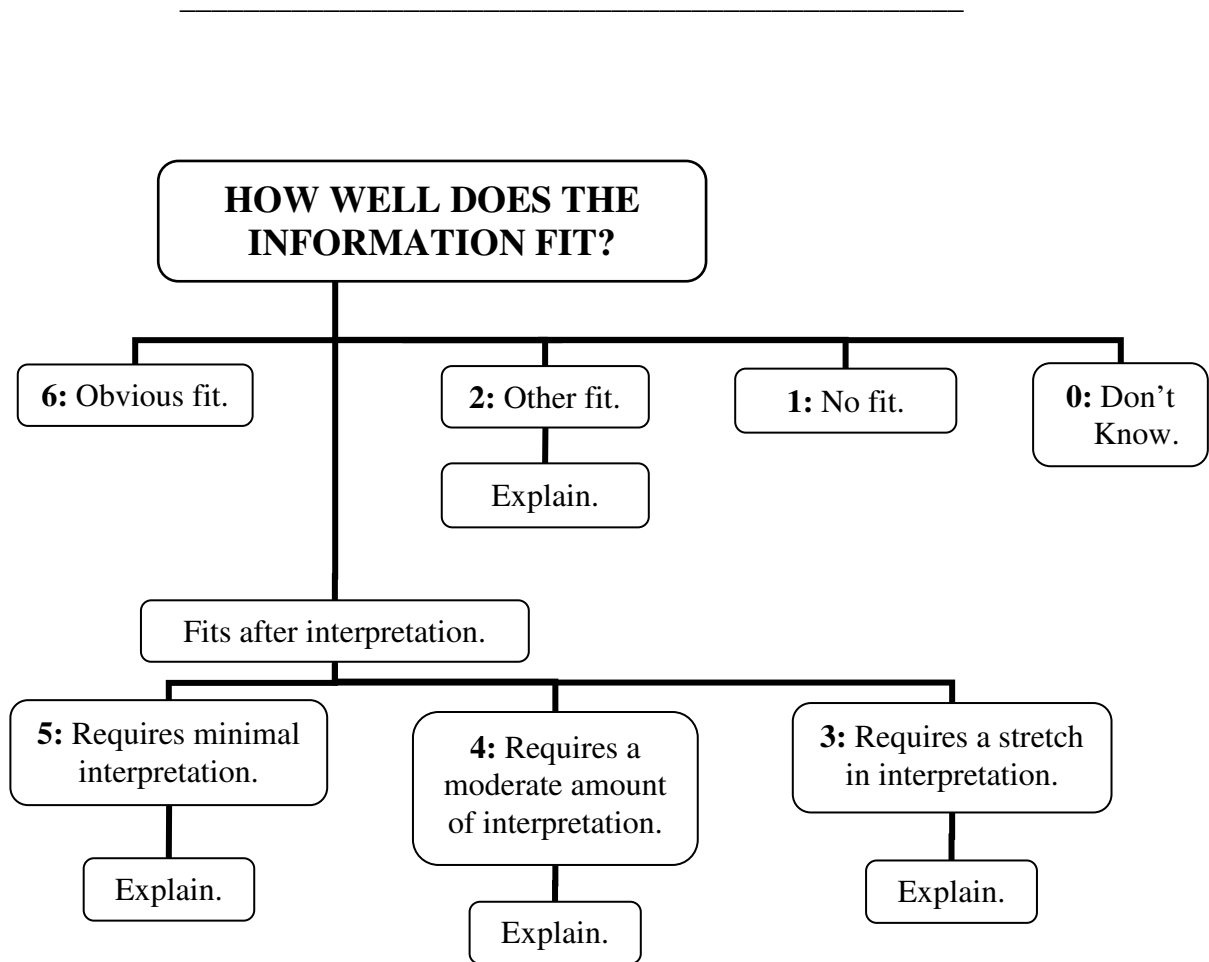 HOW WELL DOES THE
INFORMATION FIT?
6: Obvious fit.
2: Other fit.
1: No fit.
0: Don’t
Know.
Explain.
Fits after interpretation.
5: Requires minimal
interpretation.
4: Requires a
moderate amount
of interpretation.
3: Requires a stretch
in interpretation.
Explain.
Explain.
Explain.